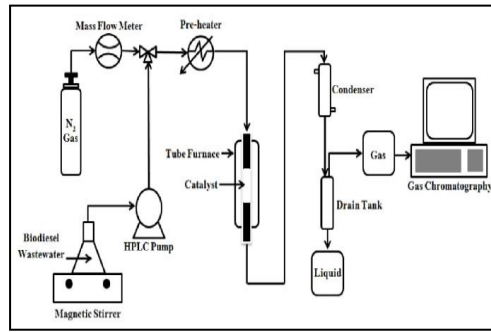 Mass Flow Meter
Pre-heater
Condenser
N2
Gas
Tube Furnace
Catalyst
Gas
Gas Chromatography
Drain Tank
Biodiesel
Wastewater
HPLC Pump
Liquid
Magnetic Stirrer